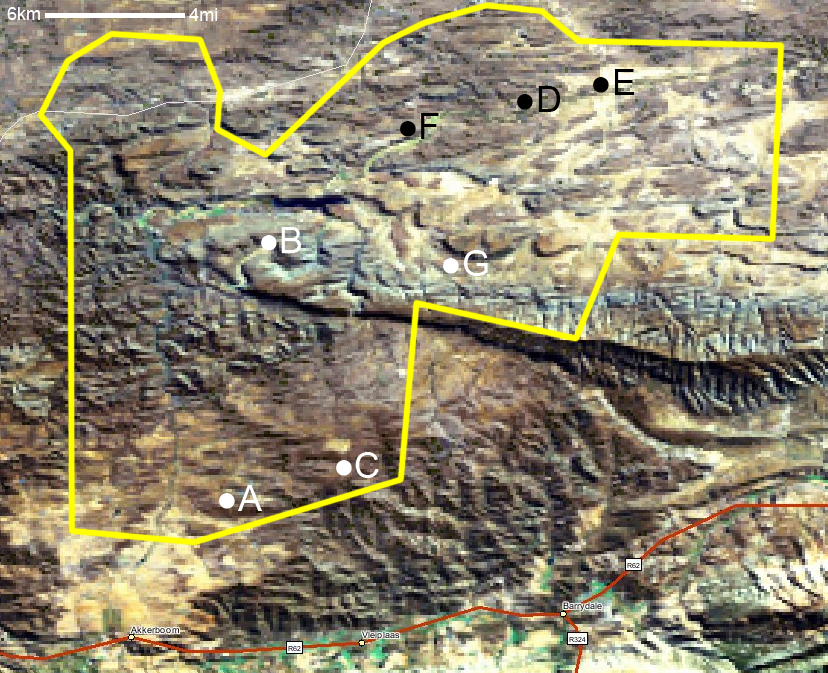 6km 4mi
E
D
F
B
G
C
A
R62
Barrydale
Akkerboom
Vleiplaas
R62
R324